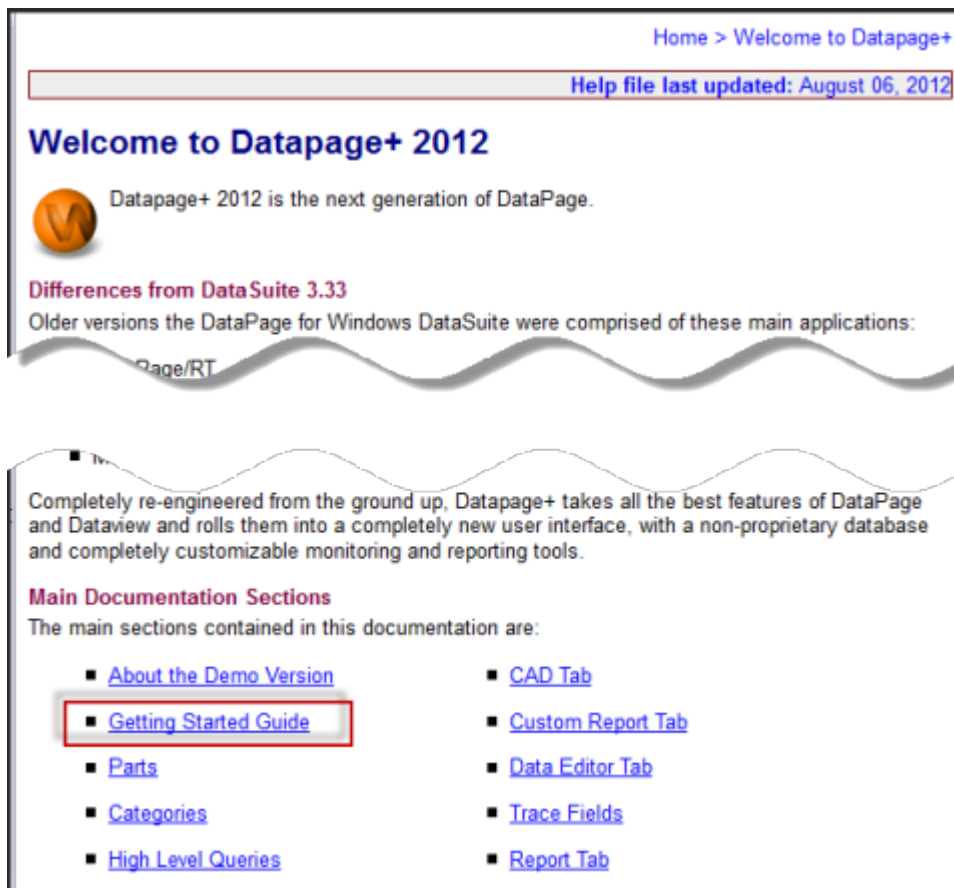 Home > Welcome to Datapage+
Help file last updated: August 06, 2012
Welcome to Datapage+ 2012
Datapage+ 2012 is the next generation of DataPage.
Differences from DataSuite 3.33
Older versions the DataPage for Windows DataSuite were comprised of these main applications:
Page/RT
Completely re-engineered from the ground up, Datapage+ takes all the best features of DataPage
and Dataview and rolls them into a completely new user interface, with a non-proprietary database
and completely customizable monitoring and reporting tools.
Main Documentation Sections
The main sections contained in this documentation are:
■ About the Demo Version
■ Getting Started Guide
■ Parts
■ Categories
■ High Level Queries
■ CAD Tab
■ Custom Report Tab
■ Data Editor Tab
■ Trace Fields
■ Report Tab